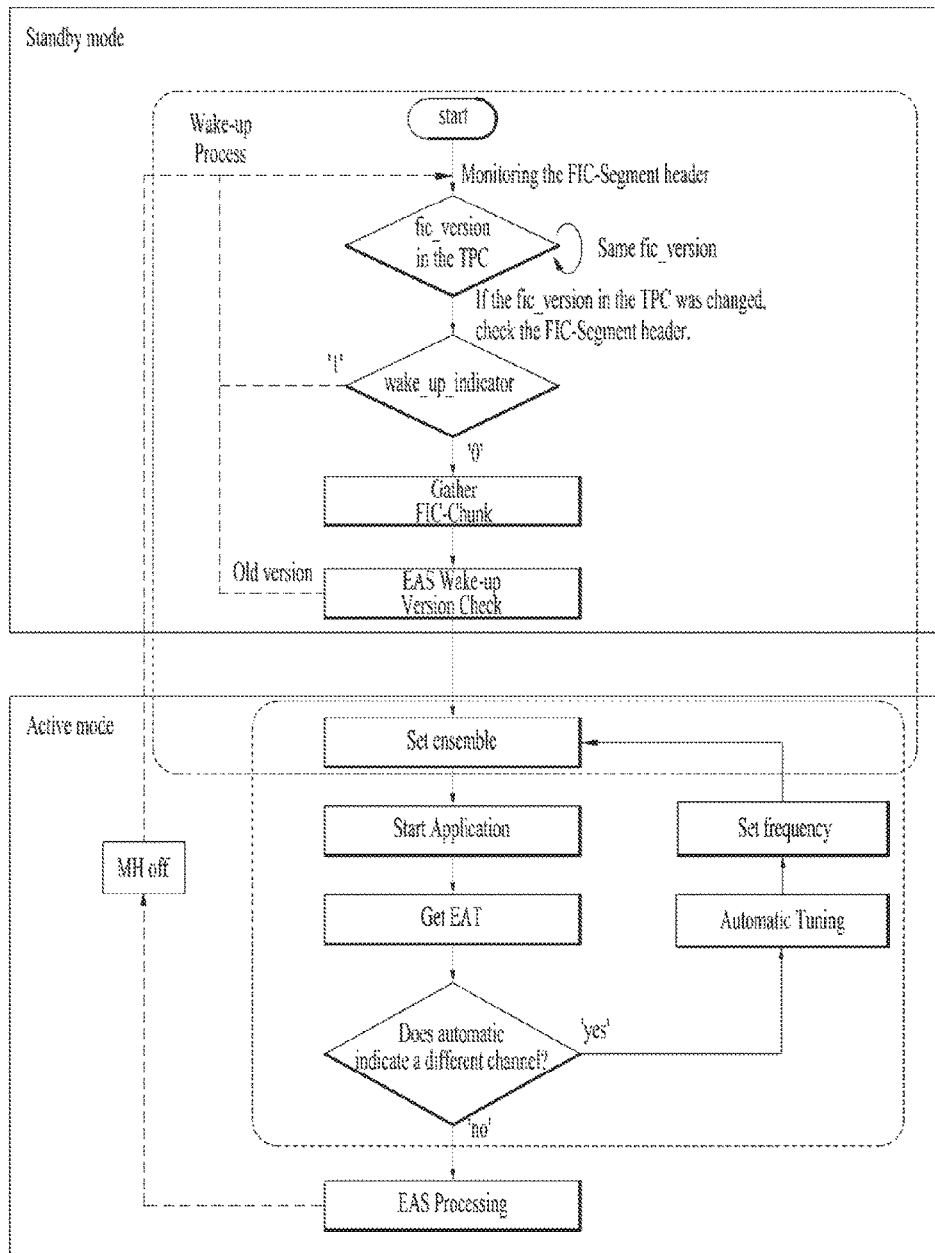 Standby mode
start
Wake-up
Process
Monitoring the FIC-Segment header
fic_version
in the TPC
Same fic_version
If the fic_version in the TPC was changed,
check the FIC-Segment header.
'1'
wake_up_indicator
'0'
Gather
FIC-Chunk
Old version
EAS Wake-up
Version Check
Active mode
Set ensemble
Start Application
Set frequency
MH off
Get EAT
Automatic Tuning
Does automatic
indicate a different channel?
'yes'
'no'
EAS Processing